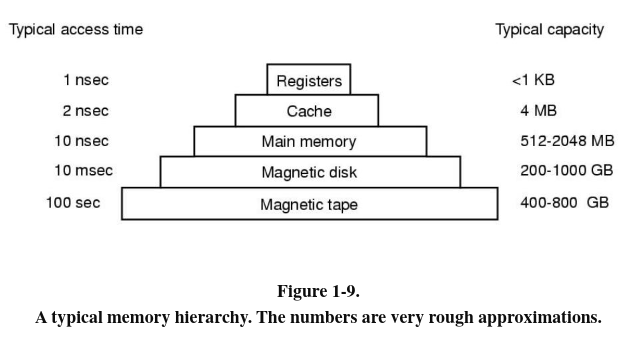 Typical access time Typical capacity
1 nsec Registers <1 KB
2 nsec Cache 4 MB
10 nsec Main memory 512-2048 MB
10 msec Magnetic disk 200-1000 GB
100 sec Magnetic tape 400-800 GB
Figure 1-9.
A typical memory hierarchy. The numbers are very rough approximations.